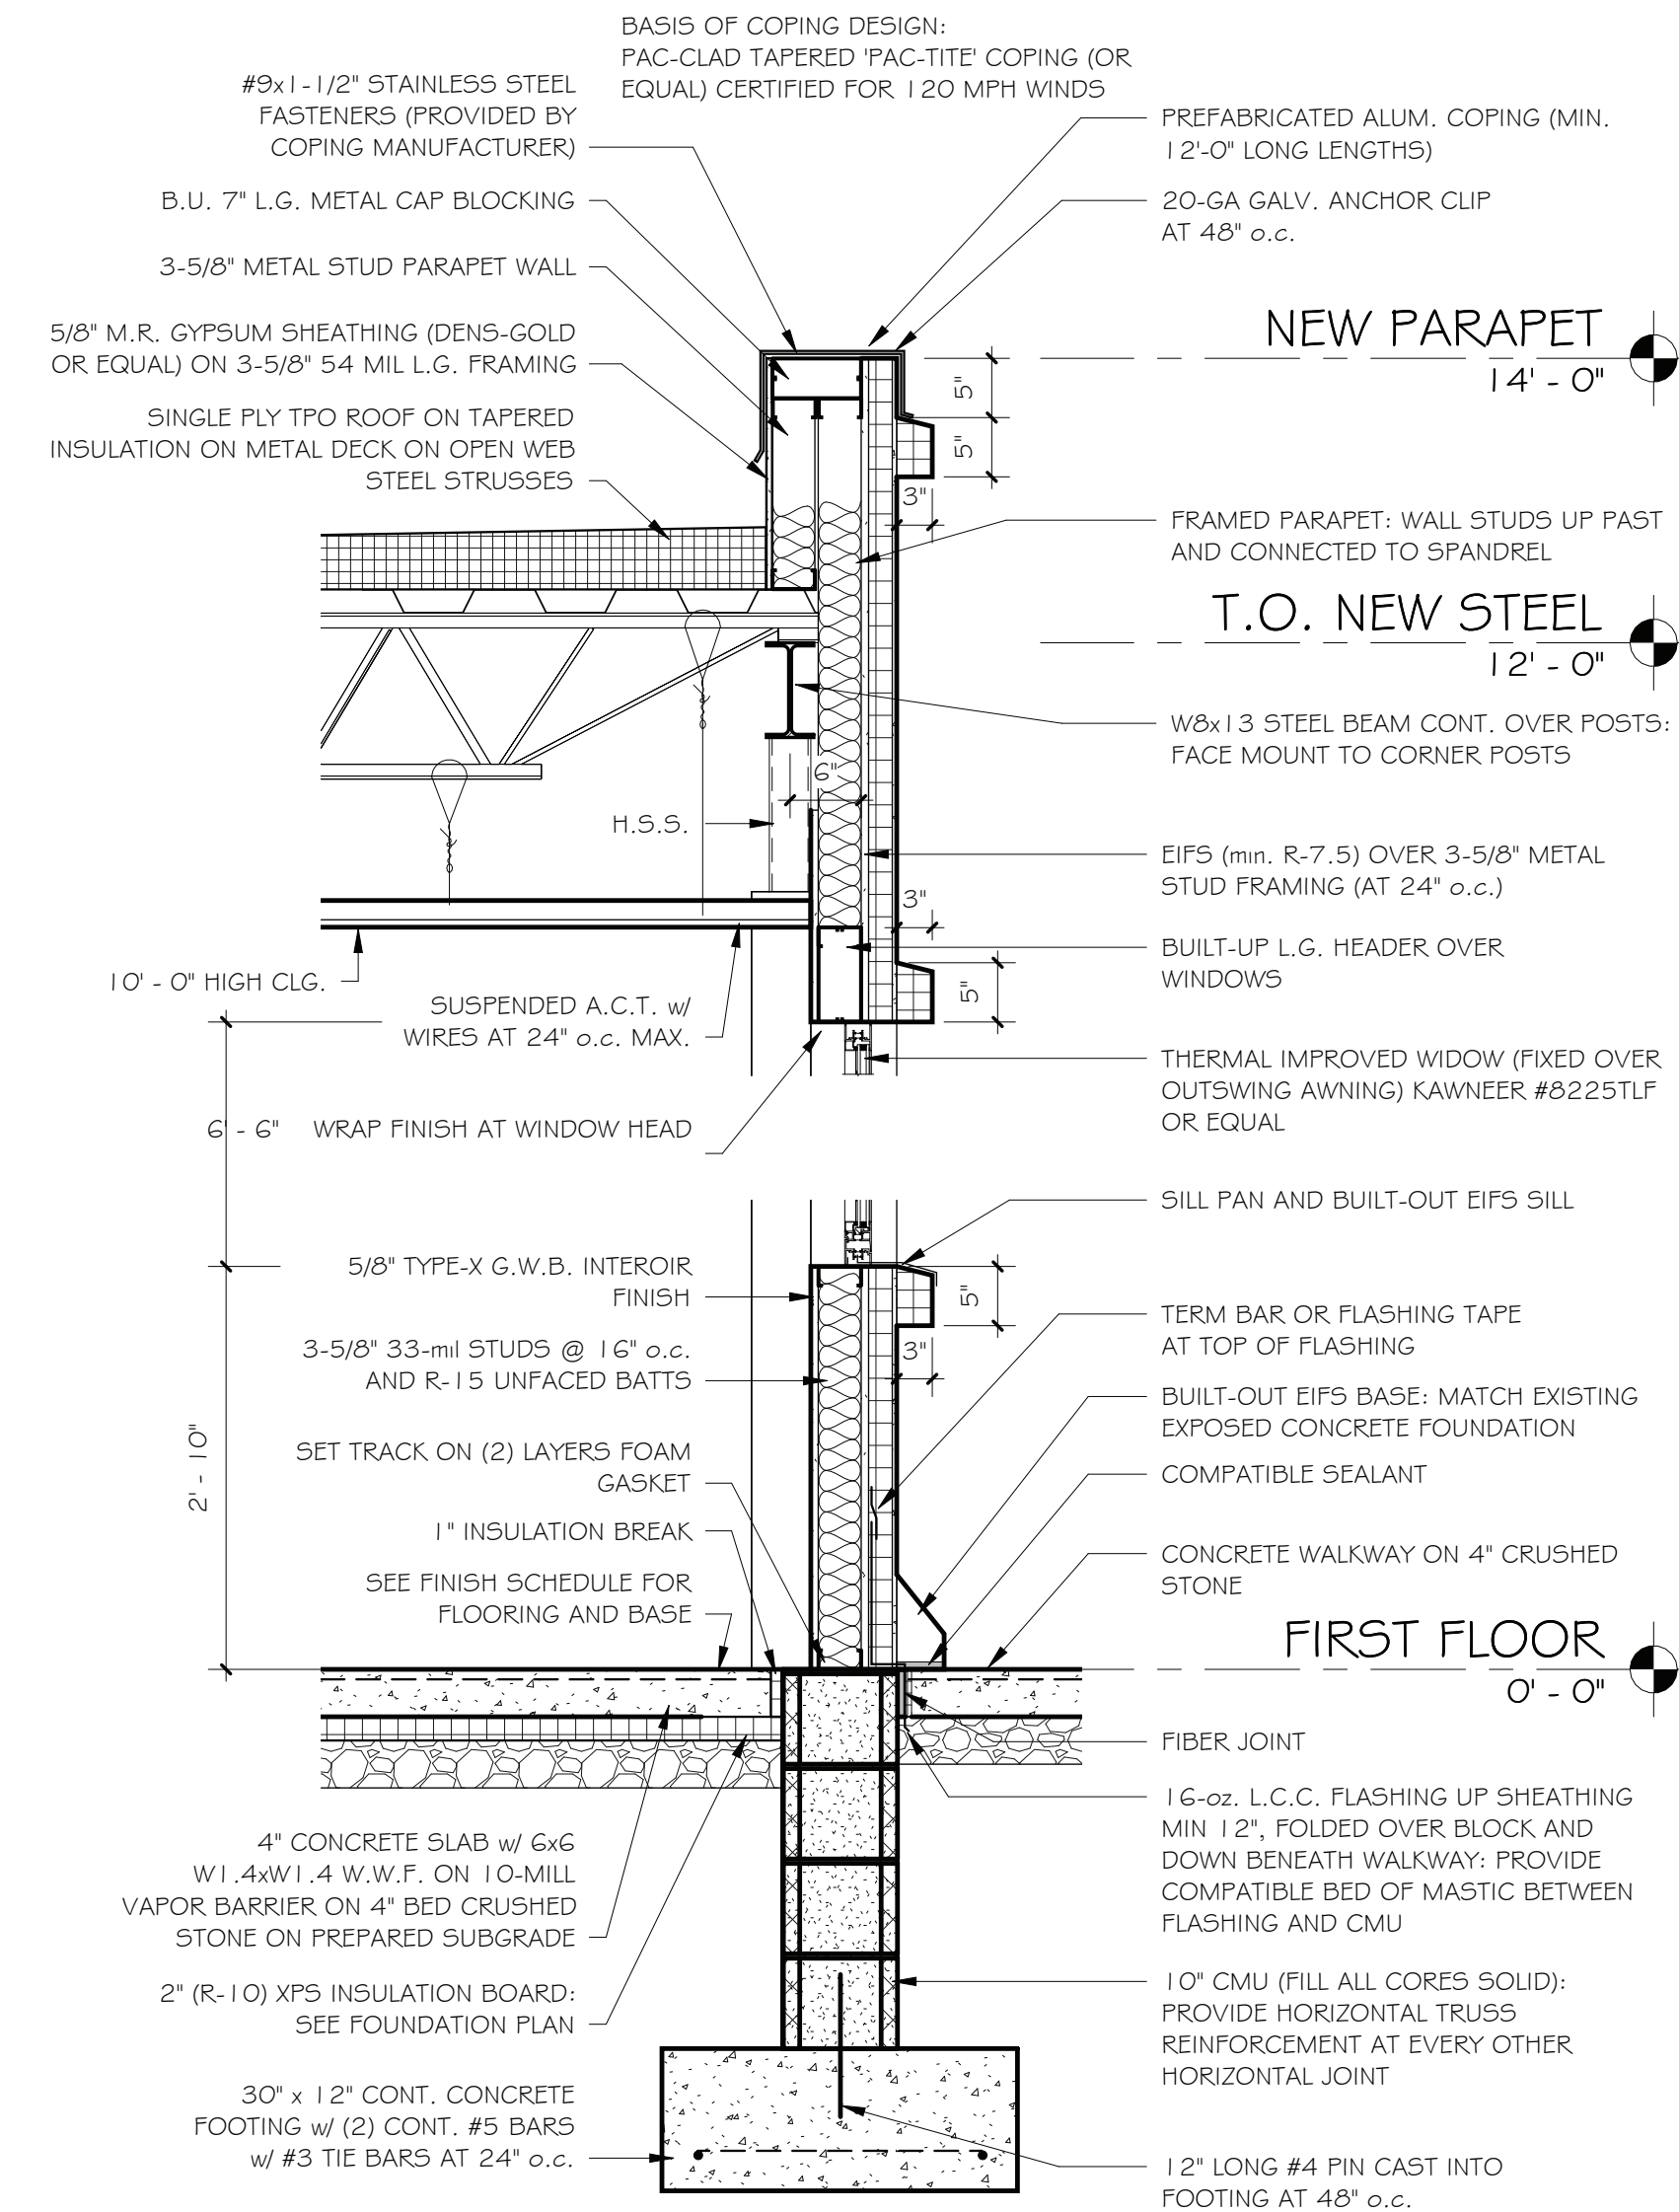 BASIS OF COPING DESIGN:
PAC-CLAD TAPERED 'PAC-TITE' COPING (OR
EQUAL) CERTIFIED FOR 120 MPH WINDS
#9x1-1/2" STAINLESS STEEL
FASTENERS (PROVIDED BY
COPING MANUFACTURER)
B.U. 7" L.G. METAL CAP BLOCKING
3-5/8" METAL STUD PARAPET WALL
5/8" M.R. GYPSUM SHEATHING (DENS-GOLD
OR EQUAL) ON 3-5/8" 54 MIL L.G. FRAMING
SINGLE PLY TPO ROOF ON TAPERED
INSULATION ON METAL DECK ON OPEN WEB
STEEL STRUSSES
PREFABRICATED ALUM. COPING (MIN.
12'-0" LONG LENGTHS)
20-GA GALV. ANCHOR CLIP
AT 48" o.c.
NEW PARAPET
14' - 0"
5"
5"
3"
FRAMED PARAPET: WALL STUDS UP PAST
AND CONNECTED TO SPANDREL
T.O. NEW STEEL
12' - 0"
W8x13 STEEL BEAM CONT. OVER POSTS:
FACE MOUNT TO CORNER POSTS
6"
H.S.S.
EIFS (min. R-7.5) OVER 3-5/8" METAL
STUD FRAMING (AT 24" o.c.)
3"
BUILT-UP L.G. HEADER OVER
WINDOWS
5"
10' - 0" HIGH CLG.
SUSPENDED A.C.T. w/
WIRES AT 24" o.c. MAX.
THERMAL IMPROVED WIDOW (FIXED OVER
OUTSWING AWNING) KAWNEER #8225TLF
OR EQUAL
6' - 6"
WRAP FINISH AT WINDOW HEAD
SILL PAN AND BUILT-OUT EIFS SILL
5/8" TYPE-X G.W.B. INTEROIR
FINISH
5"
3-5/8" 33-mil STUDS @ 16" o.c.
AND R-15 UNFACED BATTS
3"
TERM BAR OR FLASHING TAPE
AT TOP OF FLASHING
BUILT-OUT EIFS BASE: MATCH EXISTING
EXPOSED CONCRETE FOUNDATION
2' - 10"
SET TRACK ON (2) LAYERS FOAM
GASKET
COMPATIBLE SEALANT
1" INSULATION BREAK
CONCRETE WALKWAY ON 4" CRUSHED
STONE
SEE FINISH SCHEDULE FOR
FLOORING AND BASE
FIRST FLOOR
0' - 0"
FIBER JOINT
16-oz. L.C.C. FLASHING UP SHEATHING
MIN 12", FOLDED OVER BLOCK AND
DOWN BENEATH WALKWAY: PROVIDE
COMPATIBLE BED OF MASTIC BETWEEN
FLASHING AND CMU
4" CONCRETE SLAB w/ 6x6
W1.4xW1.4 W.W.F. ON 10-MILL
VAPOR BARRIER ON 4" BED CRUSHED
STONE ON PREPARED SUBGRADE
2" (R-10) XPS INSULATION BOARD:
SEE FOUNDATION PLAN
10" CMU (FILL ALL CORES SOLID):
PROVIDE HORIZONTAL TRUSS
REINFORCEMENT AT EVERY OTHER
HORIZONTAL JOINT
30" x 12" CONT. CONCRETE
FOOTING w/ (2) CONT. #5 BARS
w/ #3 TIE BARS AT 24" o.c.
12" LONG #4 PIN CAST INTO
FOOTING AT 48" o.c.